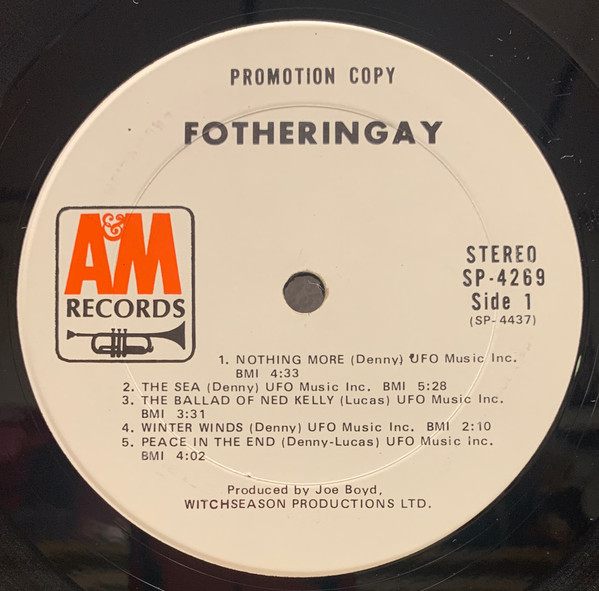 PROMOTION COPY
FOTHERINGAY
A&M
RECORDS
STEREO
SP-4269
Side 1
(SP-4437)
1. NOTHING MORE (Denny) UFO Music Inc.
BMI 4:33
2. THE SEA (Denny) UFO Music Inc. BMI 5:28
3. THE BALLAD OF NED KELLY (Lucas) UFO Music Inc.
BMI 3:31
4. WINTER WINDS (Denny) UFO Music Inc. BMI 2:10
5. PEACE IN THE END (Denny-Lucas) UFO Music Inc.
BMI 4:02
Produced by Joe Boyd,
WITCHSEASON PRODUCTIONS LTD.